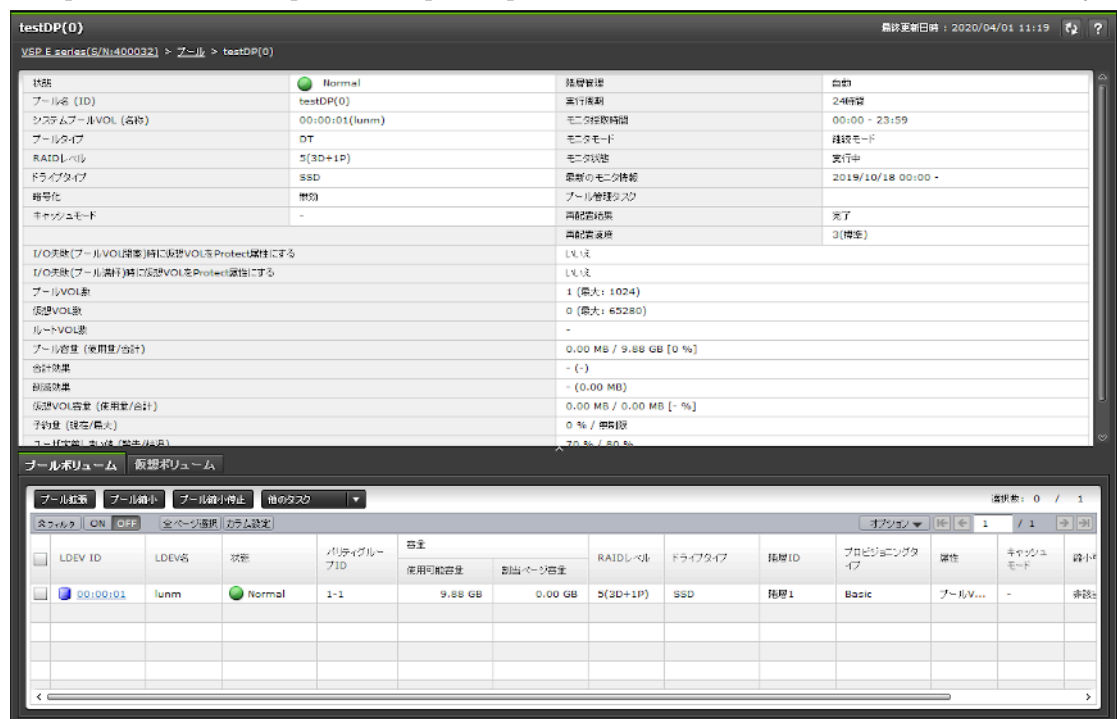 testDP(0) 最終更新日時 : 2020/04/01 11:19 ?
VSP E series(S/N:400032) > プール > testDP(0)
状態 Normal 階層管理 自動
プール名 (ID) testDP(0) 実行周期 24時間
システムプールVOL (名称) 00:00:01(lunm) モニタ採取時間 00:00 - 23:59
プールタイプ DT モニタモード 継続モード
RAIDレベル 5(3D+1P) モニタ状態 実行中
ドライブタイプ SSD 最新のモニタ情報 2019/10/18 00:00 -
暗号化 無効 プール管理タスク
キャッシュモード - 再配置結果 完了
再配置速度 3(標準)
I/O失敗(プールVOL閉塞)時に仮想VOLをProtect属性にする いいえ
I/O失敗(プール満杯)時に仮想VOLをProtect属性にする いいえ
プールVOL数 1 (最大: 1024)
仮想VOL数 0 (最大: 65280)
ルートVOL数 -
プール容量 (使用量/合計) 0.00 MB / 9.88 GB [0 %]
合計効果 - (-)
削減効果 - (0.00 MB)
仮想VOL容量 (使用量/合計) 0.00 MB / 0.00 MB [- %]
予約量 (現在/最大) 0 % / 無制限
ユーザ定義しきい値 (警告/枯渇) 70 % / 80 %
プールボリューム 仮想ボリューム
プール拡張 プール縮小 プール縮小停止 他のタスク 選択数: 0 / 1
フィルタ ON OFF 全ページ選択 カラム設定 オプション 1 / 1
LDEV ID LDEV名 状態 パリティグループID 容量 使用可能容量 割当ページ容量 RAIDレベル ドライブタイプ 階層ID プロビジョニングタイプ 属性 キャッシュモード
00:00:01 lunm Normal 1-1 9.88 GB 0.00 GB 5(3D+1P) SSD 階層1 Basic プールV... -